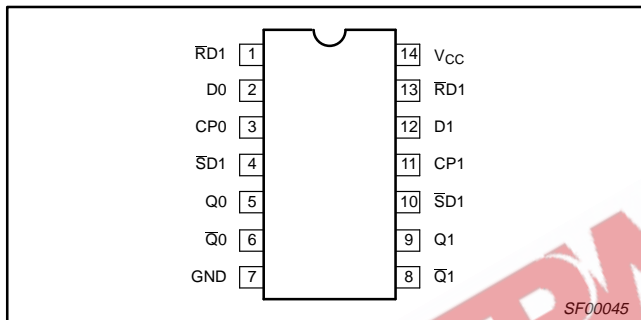 R̅D1 1 14 VCC
D0 2 13 R̅D1
CP0 3 12 D1
S̅D1 4 11 CP1
Q0 5 10 S̅D1
Q̅0 6 9 Q1
GND 7 8 Q̅1
SF00045